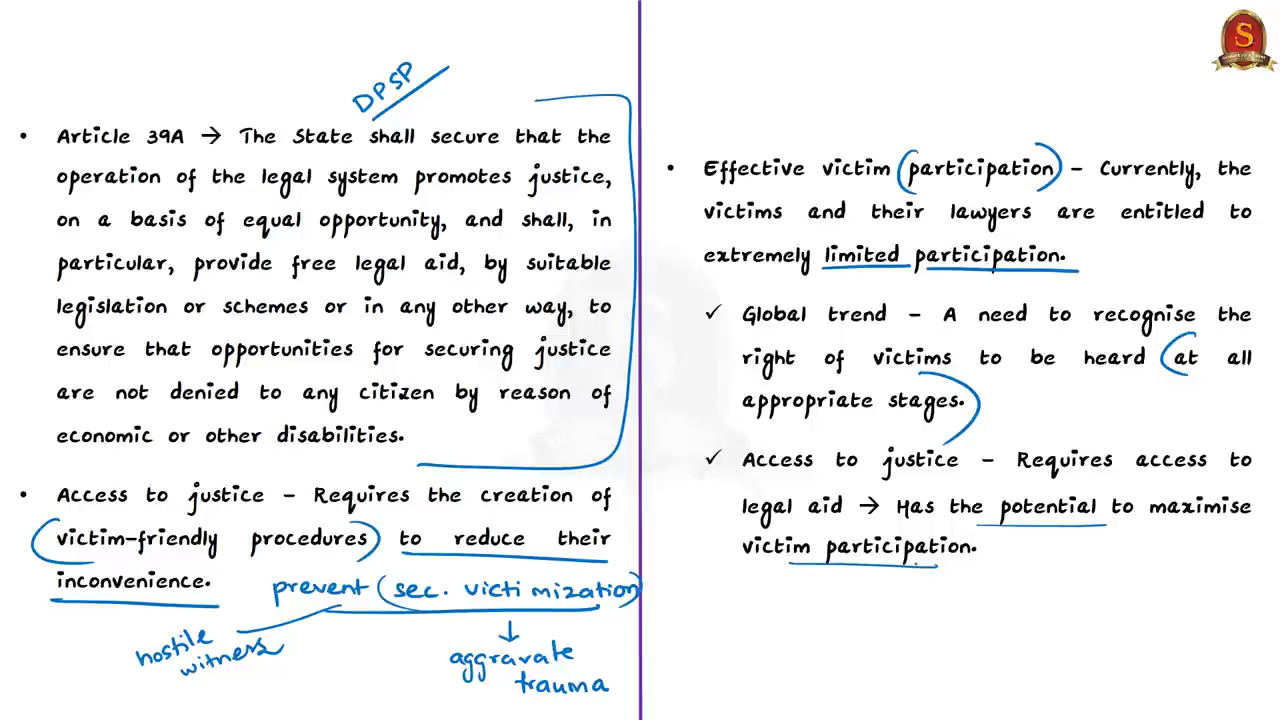 DPSP
• Article 39A → The State shall secure that the
operation of the legal system promotes justice,
on a basis of equal opportunity, and shall, in
particular, provide free legal aid, by suitable
legislation or schemes or in any other way, to
ensure that opportunities for securing justice
are not denied to any citizen by reason of
economic or other disabilities.
• Access to justice – Requires the creation of
victim-friendly procedures to reduce their
inconvenience.
prevent (sec. victimization)
hostile
witness
↓
aggravate
trauma
S
• Effective victim (participation) – Currently, the
victims and their lawyers are entitled to
extremely limited participation.
✓ Global trend – A need to recognise the
right of victims to be heard (at all
appropriate stages.)
✓ Access to justice – Requires access to
legal aid → Has the potential to maximise
victim participation.